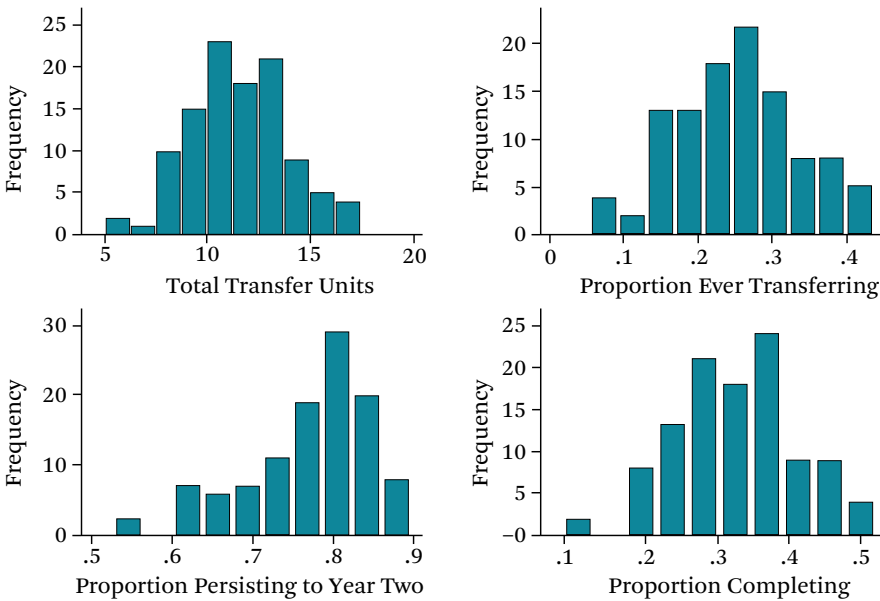 25
20
15
10
5
0
Frequency
5 10 15 20
Total Transfer Units
20
15
10
5
0
Frequency
0 .1 .2 .3 .4
Proportion Ever Transferring
30
20
10
0
Frequency
.5 .6 .7 .8 .9
Proportion Persisting to Year Two
25
20
15
10
5
–0
Frequency
.1 .2 .3 .4 .5
Proportion Completing